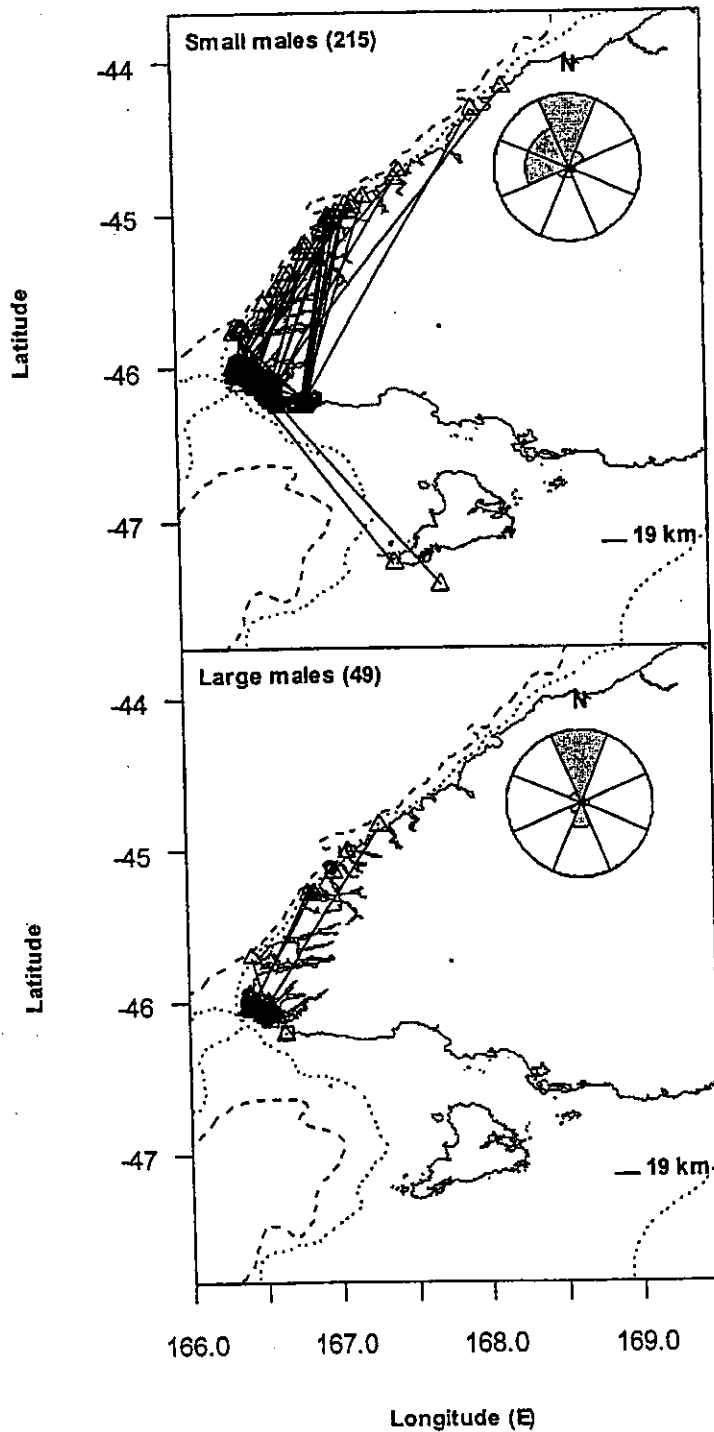 Small males (215)
N
-44
-45
-46
-47
Latitude
19 km
Large males (49)
N
-44
-45
-46
-47
Latitude
19 km
166.0 167.0 168.0 169.0
Longitude (E)